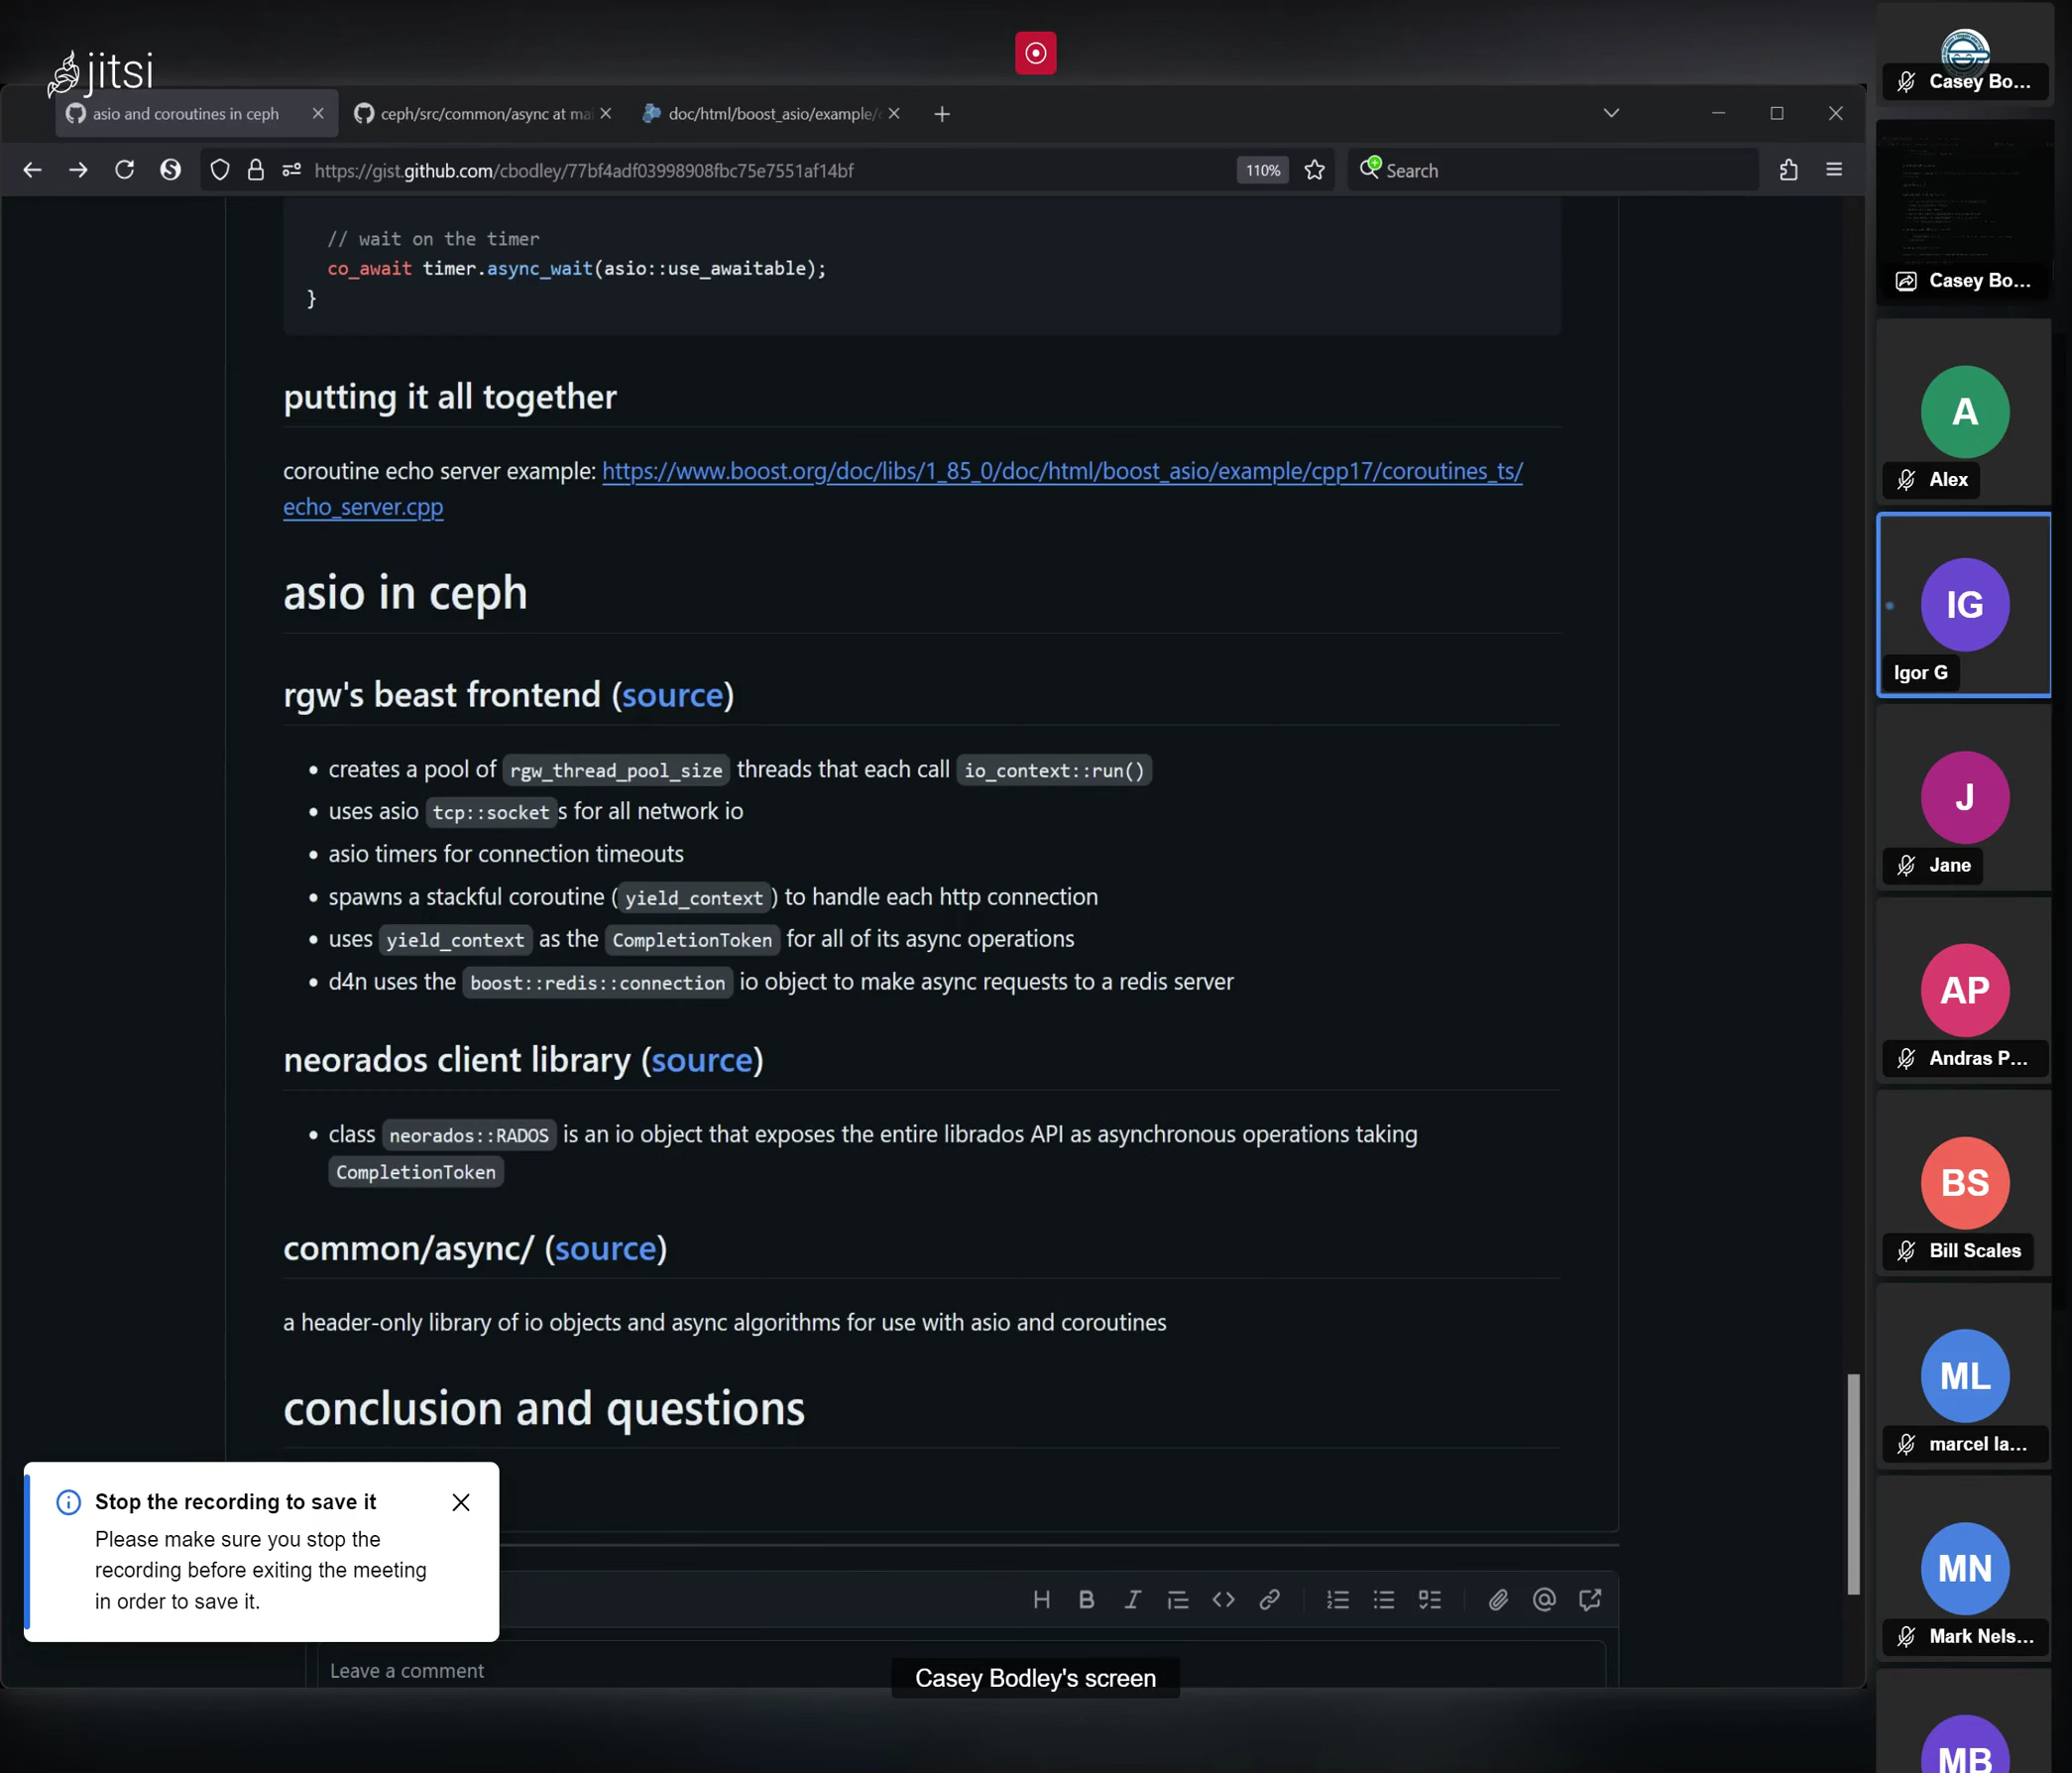 jitsi
asio and coroutines in ceph
ceph/src/common/async at mai
doc/html/boost_asio/example/c
https://gist.github.com/cbodley/77bf4adf03998908fbc75e7551af14bf
110%
Search
// wait on the timer
co_await timer.async_wait(asio::use_awaitable);
}
putting it all together
coroutine echo server example: https://www.boost.org/doc/libs/1_85_0/doc/html/boost_asio/example/cpp17/coroutines_ts/
echo_server.cpp
asio in ceph
rgw's beast frontend (source)
• creates a pool of rgw_thread_pool_size threads that each call io_context::run()
• uses asio tcp::socket s for all network io
• asio timers for connection timeouts
• spawns a stackful coroutine ( yield_context ) to handle each http connection
• uses yield_context as the CompletionToken for all of its async operations
• d4n uses the boost::redis::connection io object to make async requests to a redis server
neorados client library (source)
• class neorados::RADOS is an io object that exposes the entire librados API as asynchronous operations taking
CompletionToken
common/async/ (source)
a header-only library of io objects and async algorithms for use with asio and coroutines
conclusion and questions
Stop the recording to save it
Please make sure you stop the
recording before exiting the meeting
in order to save it.
H B I
Leave a comment
Casey Bodley's screen
Casey Bo...
Casey Bo...
A
Alex
IG
Igor G
J
Jane
AP
Andras P...
BS
Bill Scales
ML
marcel la...
MN
Mark Nels...
MB